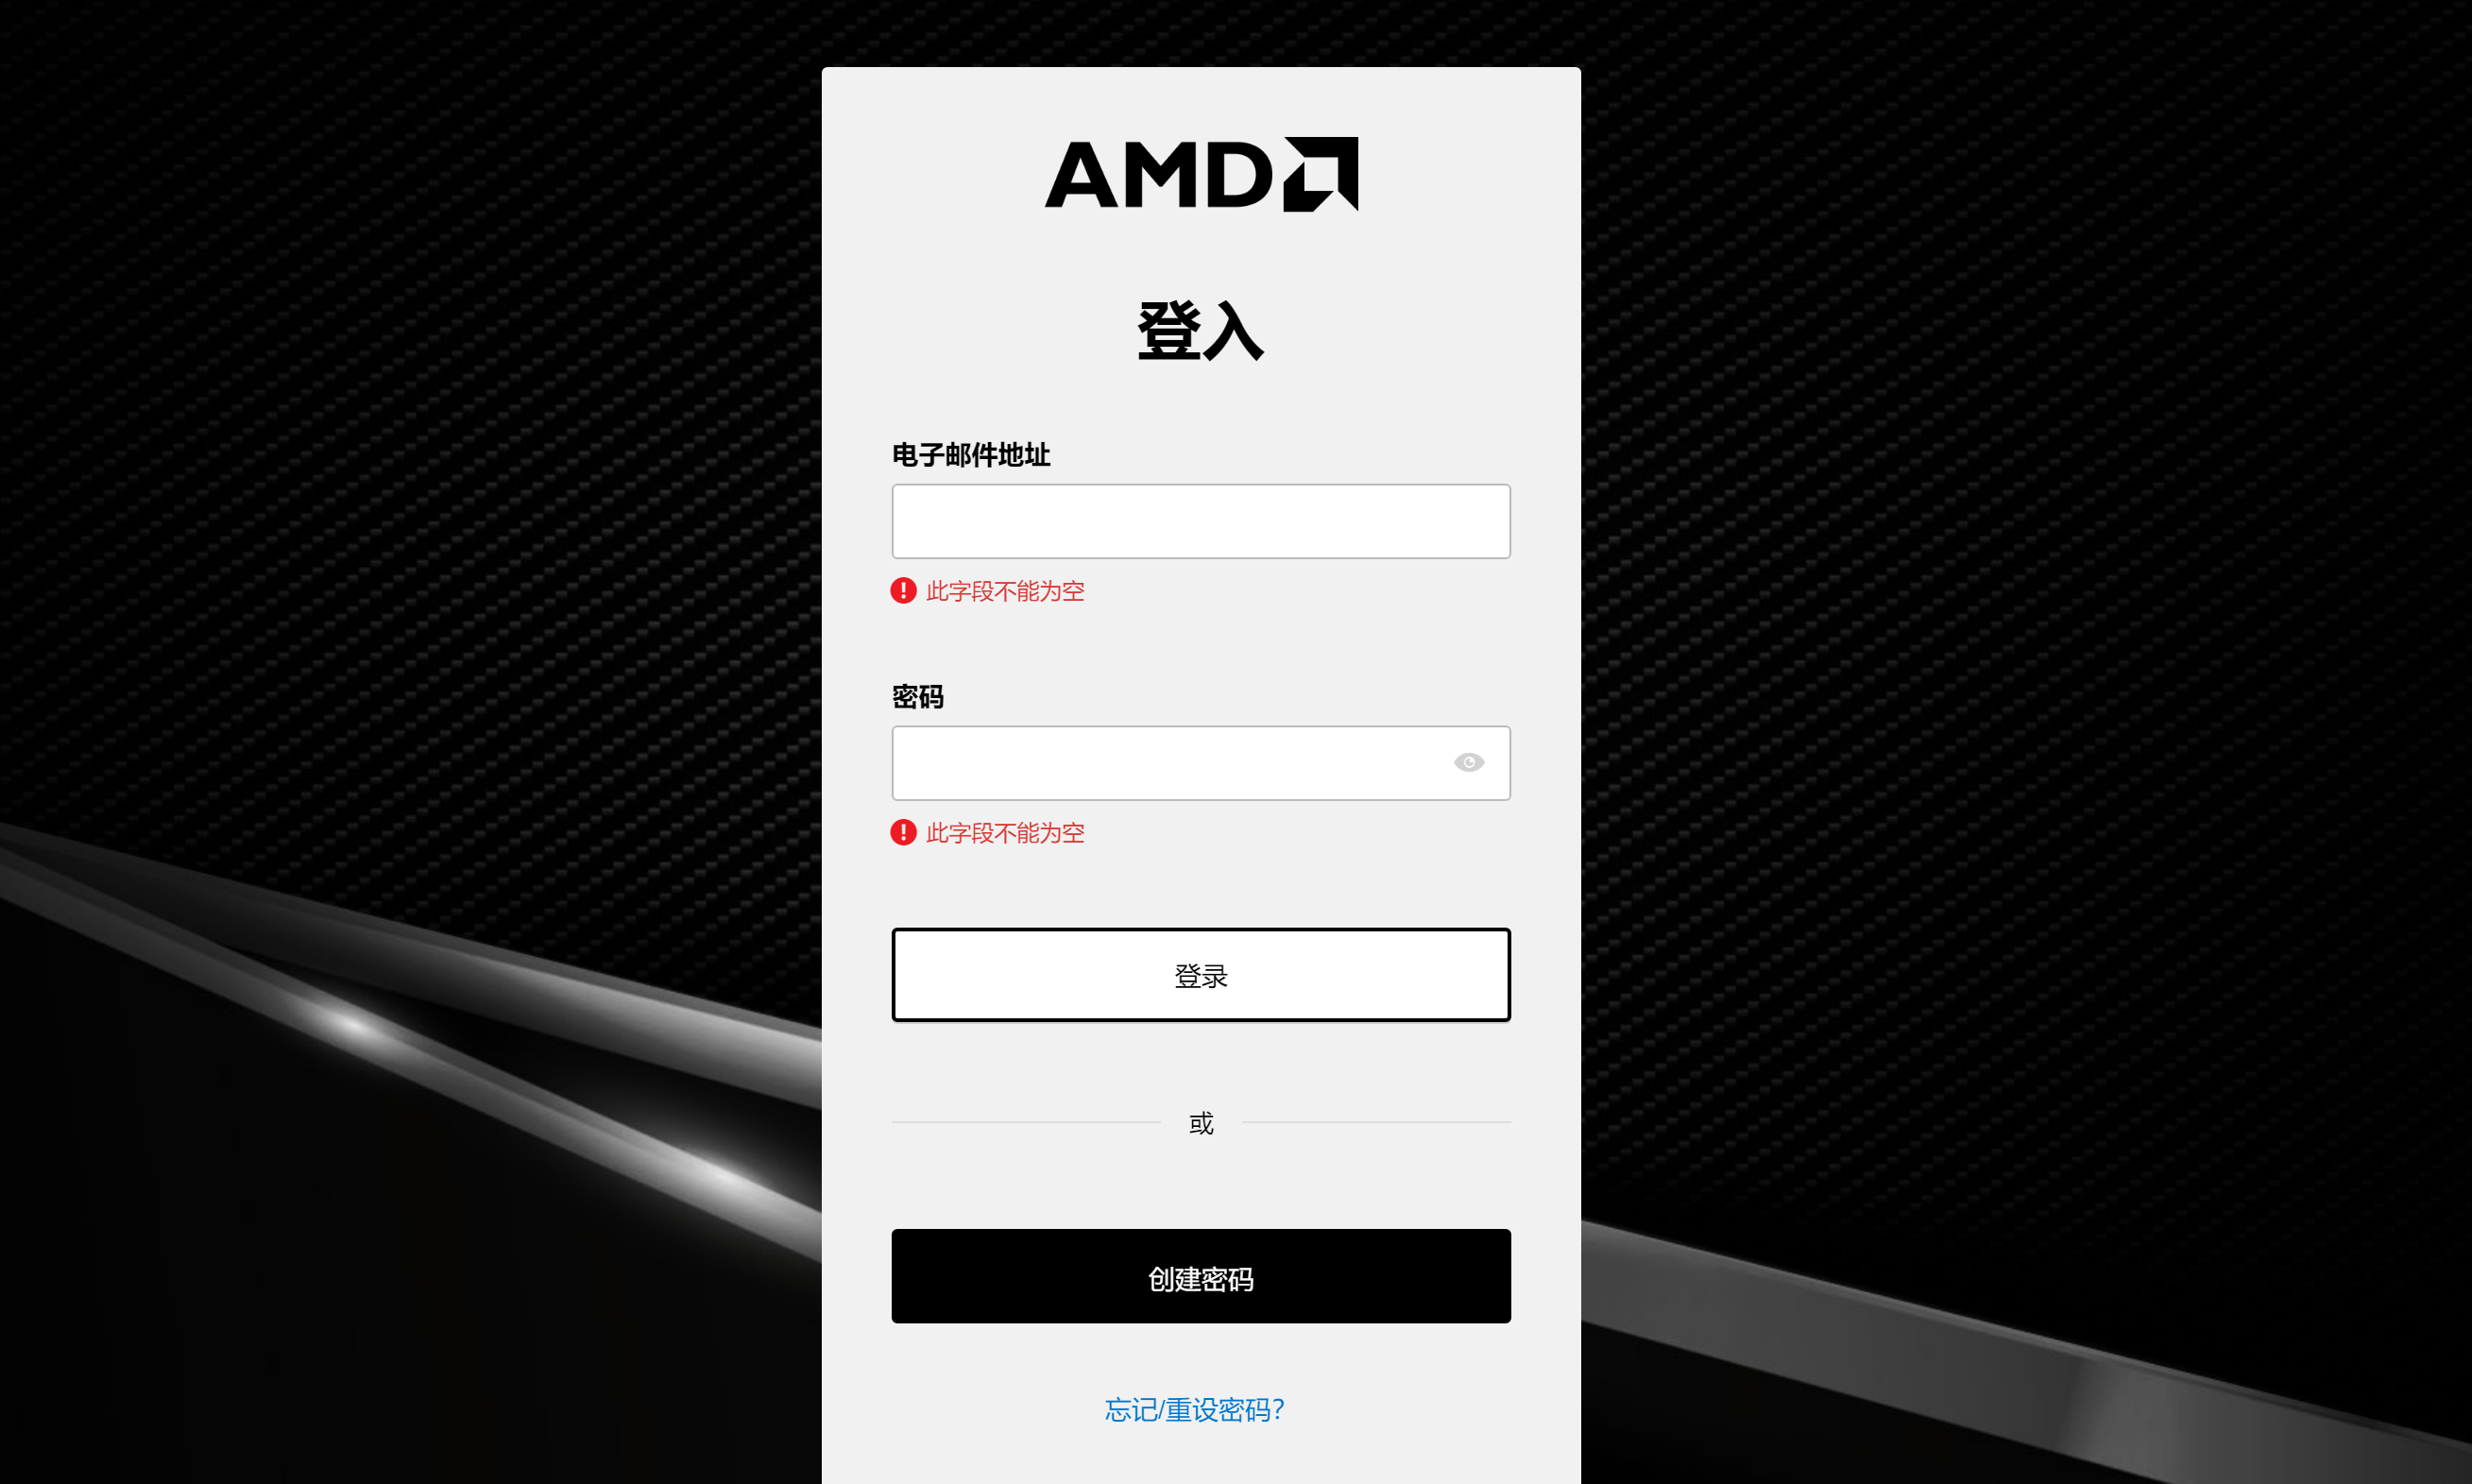 AMD
登入
电子邮件地址
此字段不能为空
密码
此字段不能为空
登录
或
创建密码
忘记/重设密码?